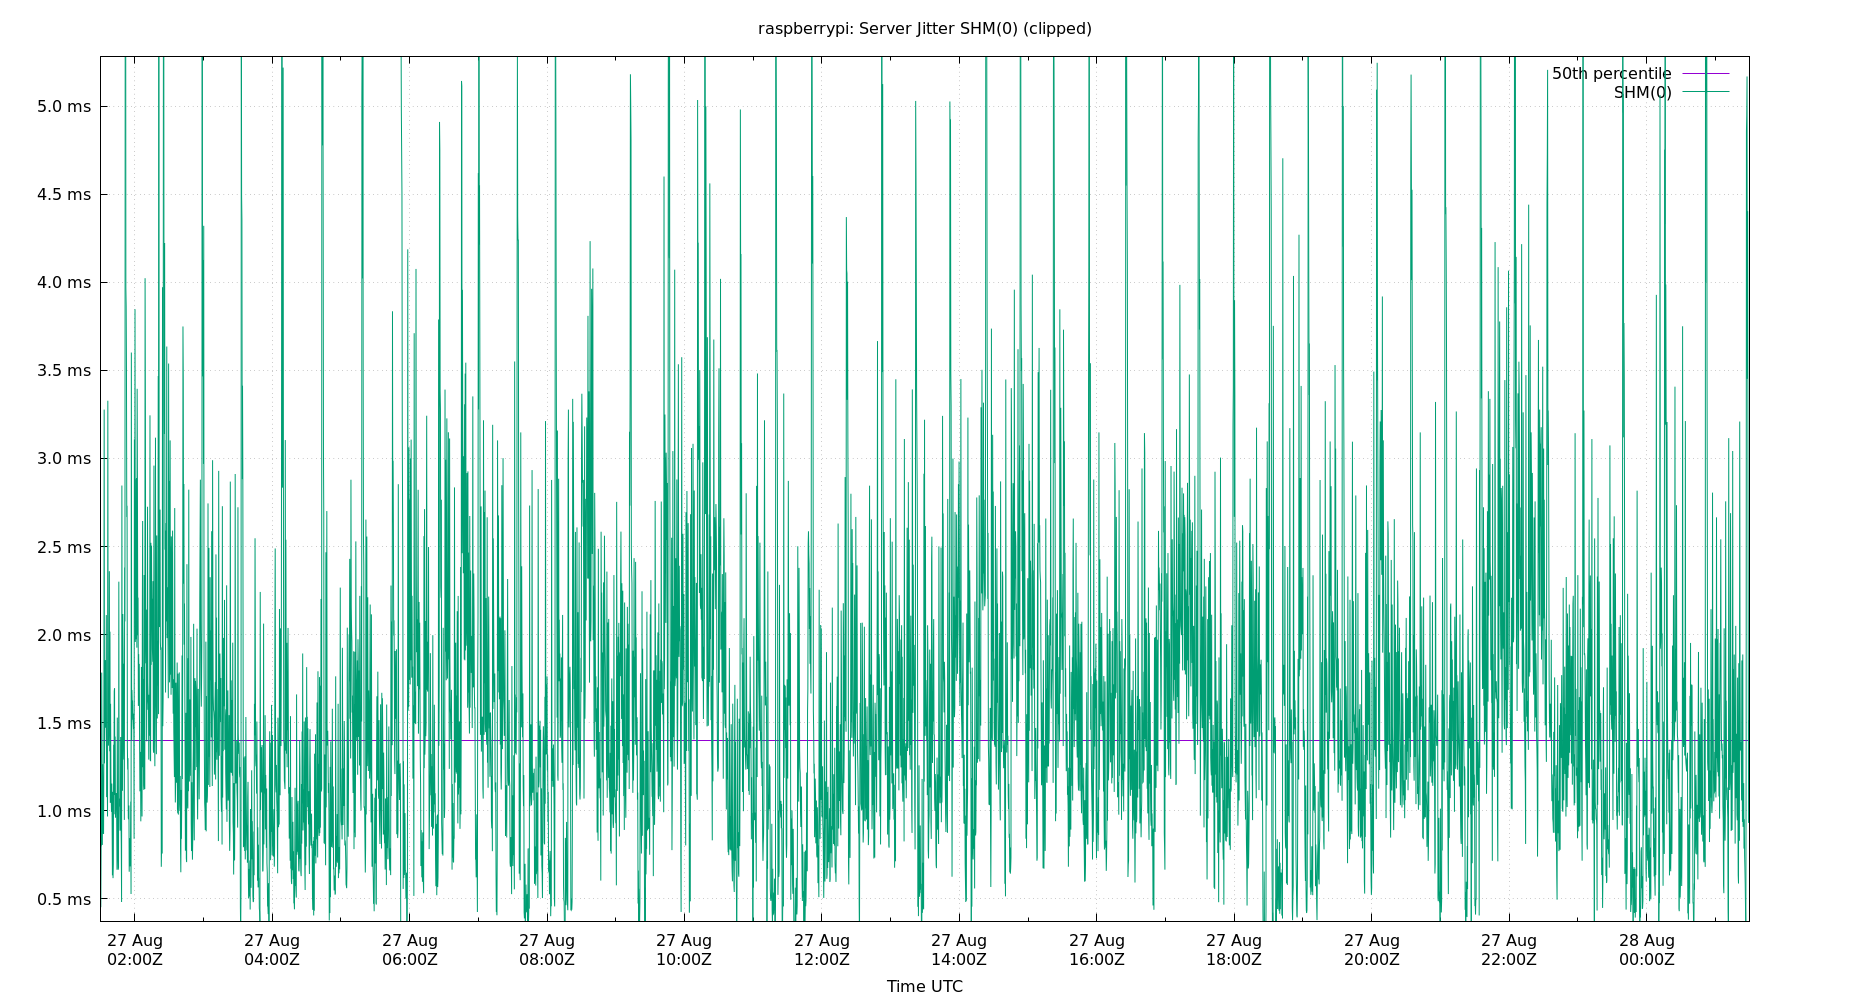 raspberrypi: Server Jitter SHM(0) (clipped)
50th percentile
SHM(0)
5.0 ms
4.5 ms
4.0 ms
3.5 ms
3.0 ms
2.5 ms
2.0 ms
1.5 ms
1.0 ms
0.5 ms
27 Aug 27 Aug 27 Aug 27 Aug 27 Aug 27 Aug 27 Aug 27 Aug 27 Aug 27 Aug 27 Aug 28 Aug
02:00Z 04:00Z 06:00Z 08:00Z 10:00Z 12:00Z 14:00Z 16:00Z 18:00Z 20:00Z 22:00Z 00:00Z
Time UTC